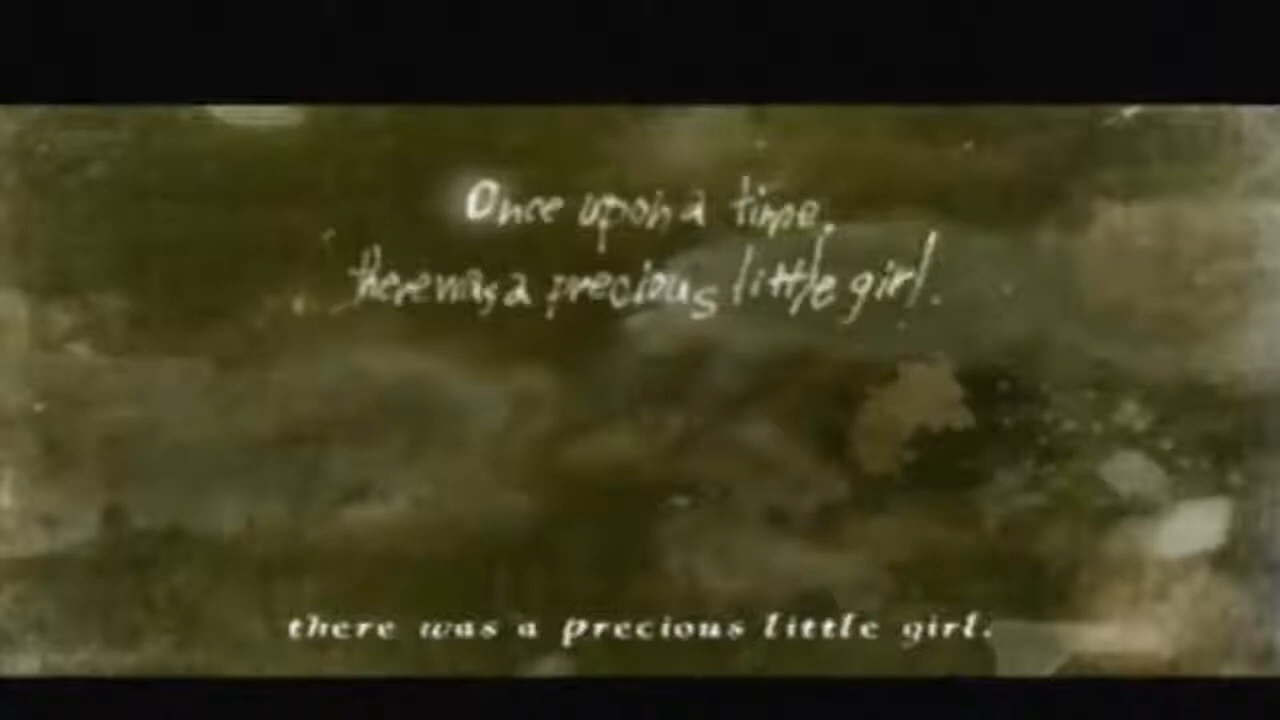 Once upon a time,
there was a precious little girl.
there was a precious little girl.